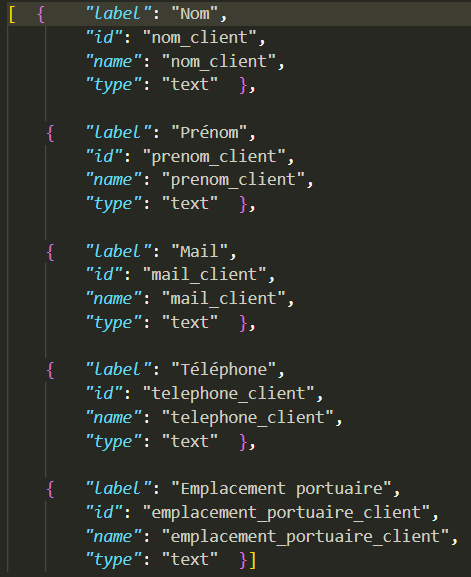 [  {    "label": "Nom",
"id": "nom_client",
"name": "nom_client",
"type": "text"  },
{   "label": "Prénom",
"id": "prenom_client",
"name": "prenom_client",
"type": "text"  },
{   "label": "Mail",
"id": "mail_client",
"name": "mail_client",
"type": "text"  },
{   "label": "Téléphone",
"id": "telephone_client",
"name": "telephone_client",
"type": "text"  },
{   "label": "Emplacement portuaire",
"id": "emplacement_portuaire_client",
"name": "emplacement_portuaire_client",
"type": "text"  }]